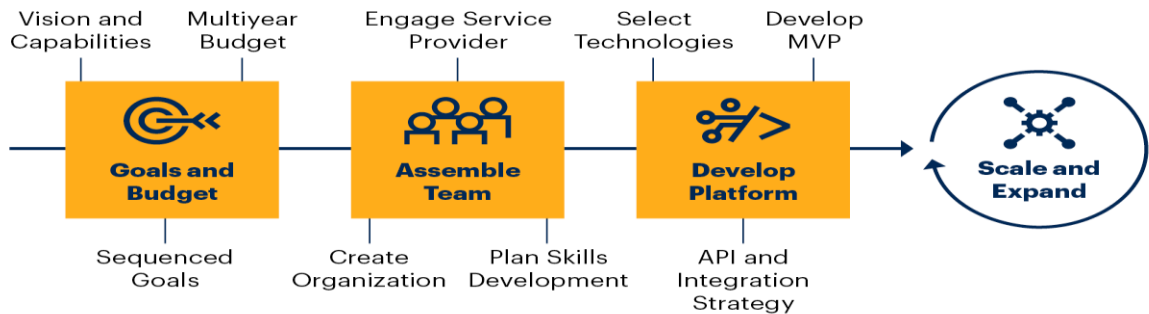 Vision and
Capabilities
Multiyear
Budget
Engage Service
Provider
Select
Technologies
Develop
MVP
Goals and
Budget
Assemble
Team
Develop
Platform
Scale and
Expand
Sequenced
Goals
Create
Organization
Plan Skills
Development
API and
Integration
Strategy